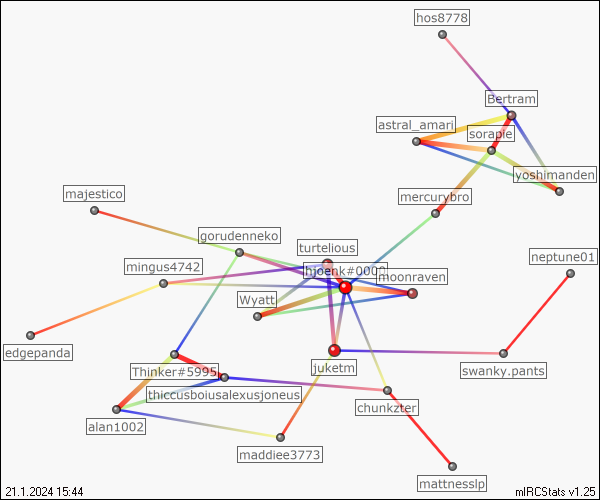 hos8778
Bertram
astral_amari
sorapie
yoshimanden
majestico
mercurybro
gorudenneko
turtelious
neptune01
mingus4742
hjoenk#0000
moonraven
Wyatt
edgepanda
Thinker#5995
juketm
swanky.pants
thiccusboiusalexusjoneus
chunkzter
alan1002
maddiee3773
mattnesslp
21.1.2024 15:44
mIRCStats v1.25